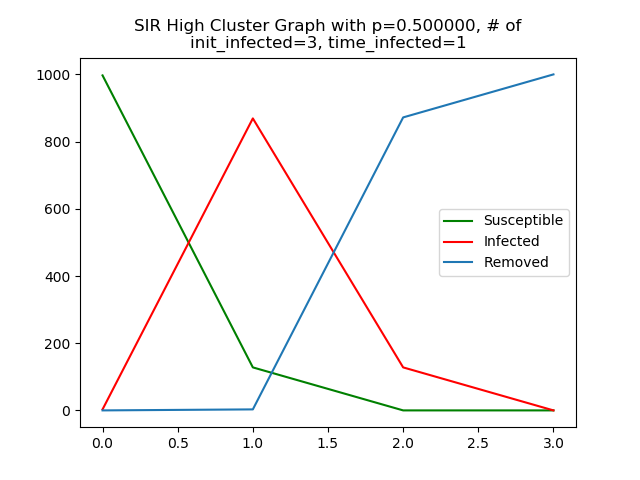 SIR High Cluster Graph with p=0.500000, # of
init_infected=3, time_infected=1
1000
800
600
400
200
0
Susceptible
Infected
Removed
0.0 0.5 1.0 1.5 2.0 2.5 3.0